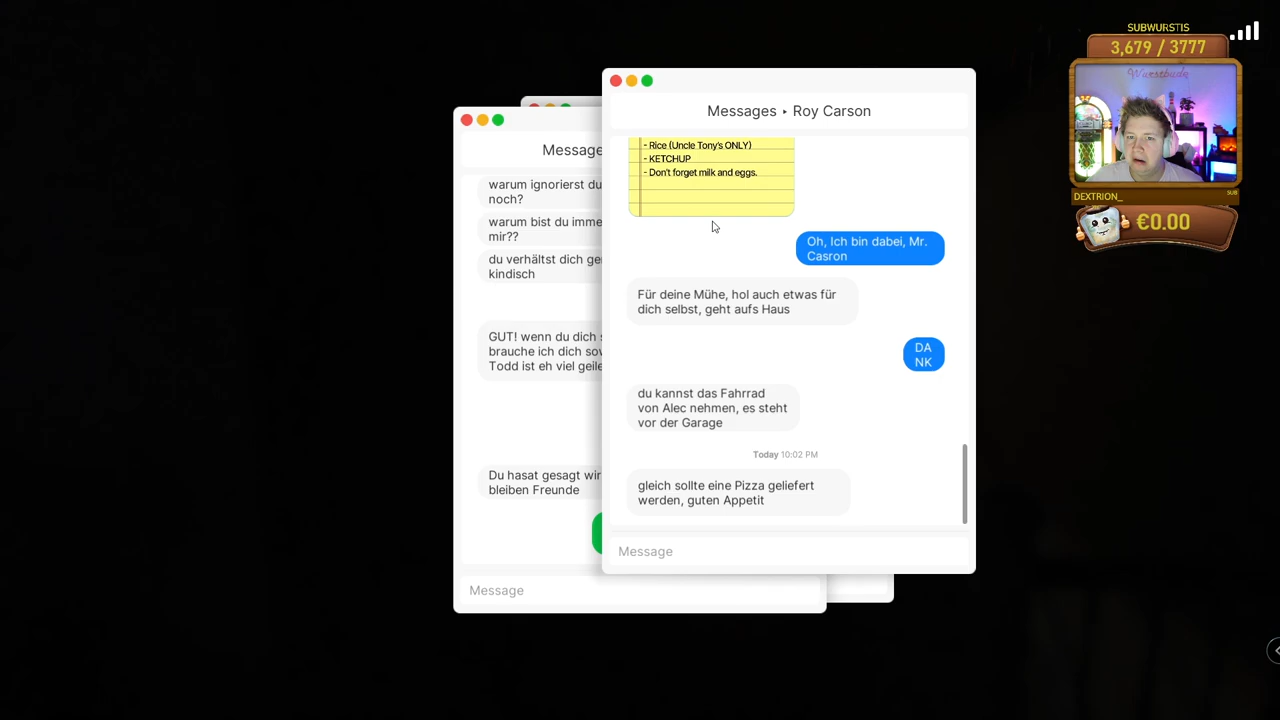 SUBWURSTIS
3,679 / 3777
Wurstbude
DEXTRION_
SUB
€0.00
Messages ‣ Roy Carson
- Rice (Uncle Tony's ONLY)
- KETCHUP
- Don't forget milk and eggs.
Oh, Ich bin dabei, Mr.
Casron
Für deine Mühe, hol auch etwas für
dich selbst, geht aufs Haus
DA
NK
du kannst das Fahrrad
von Alec nehmen, es steht
vor der Garage
Today 10:02 PM
gleich sollte eine Pizza geliefert
werden, guten Appetit
Message
Message
warum ignorierst du
noch?
warum bist du imme
mir??
du verhältst dich ge
kindisch
GUT! wenn du dich s
brauche ich dich sov
Todd ist eh viel geile
Du hasat gesagt wir
bleiben Freunde
Message